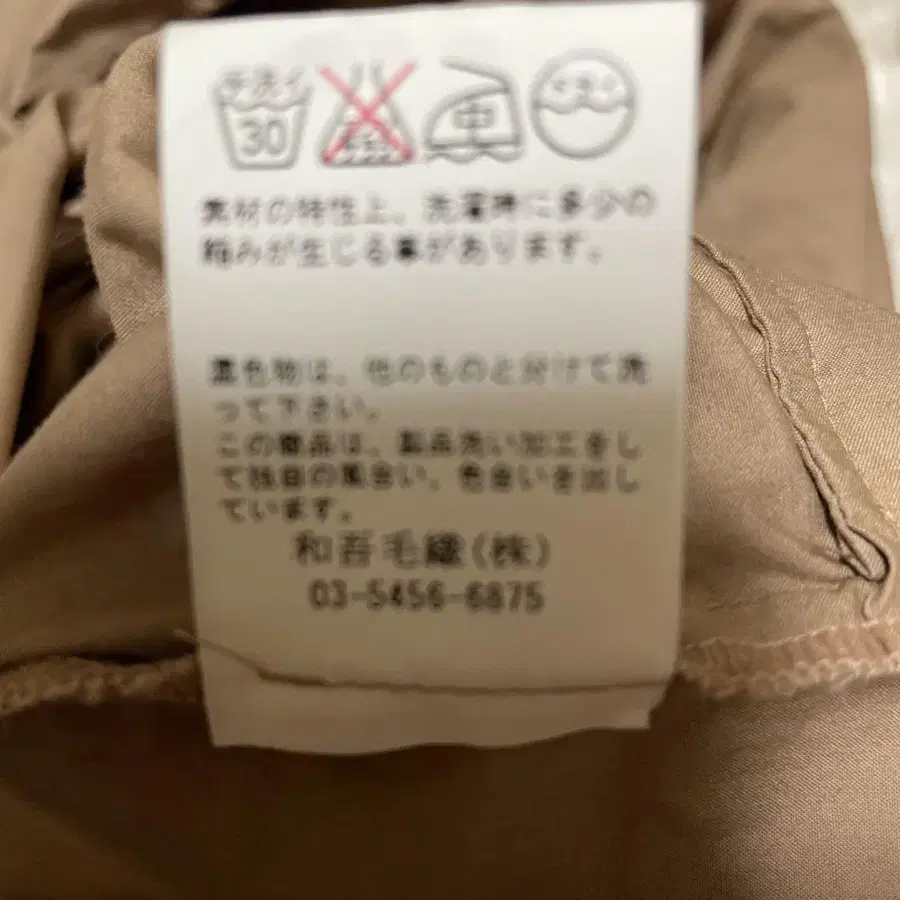 30 中
素材の特性上、洗濯時に多少の
縮みが生じる事があります。
濃色物は、他のものと分けて洗
って下さい。
この商品は、製品洗い加工をし
て独自の風合い、色合いを出し
ています。
和吾毛織(株)
03-5456-6875